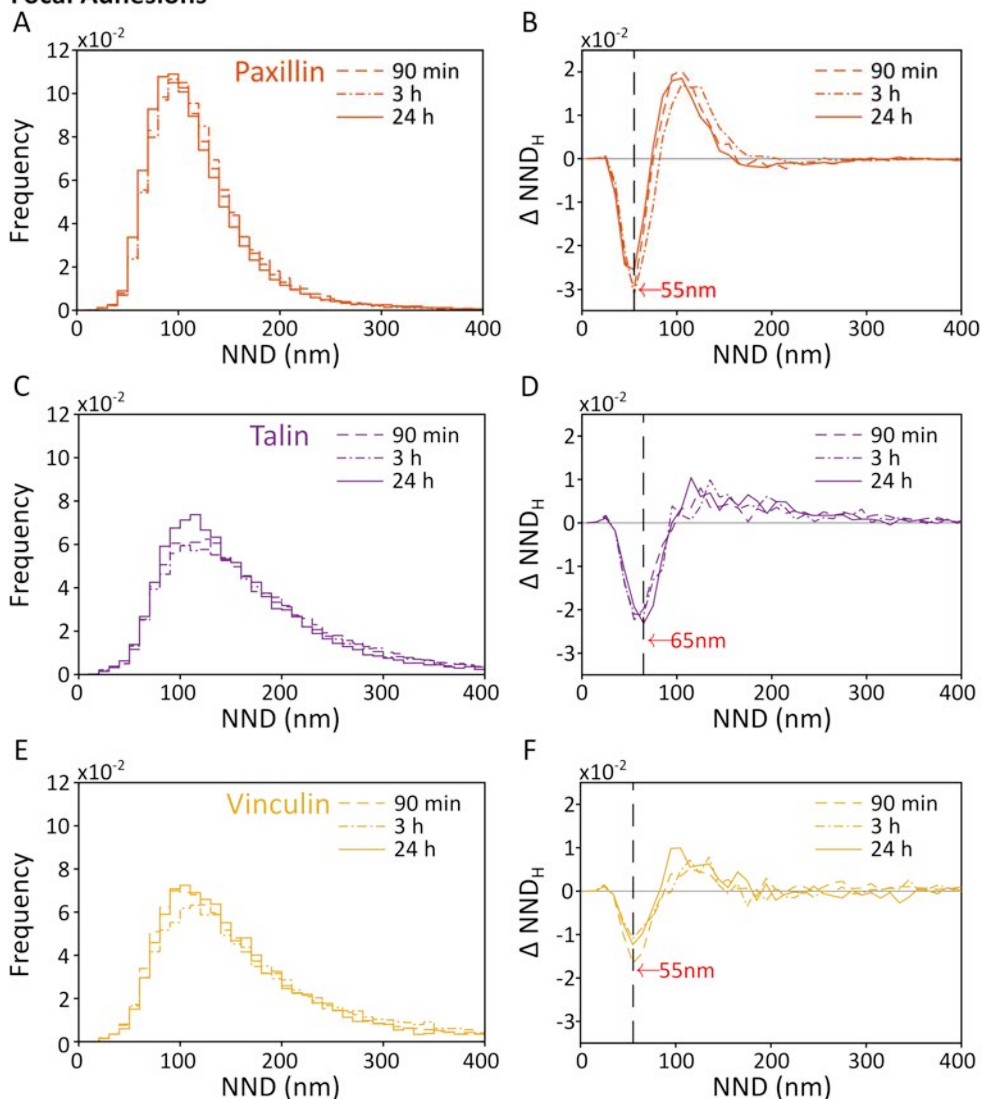 Focal Adhesions
A
x10⁻²
Paxillin
90 min
3 h
24 h
12
10
8
6
4
2
0
Frequency
0 100 200 300 400
NND (nm)
B
x10⁻²
90 min
3 h
24 h
2
1
0
-1
-2
-3
Δ NND_H
←55nm
0 100 200 300 400
NND (nm)
C
x10⁻²
Talin
90 min
3 h
24 h
12
10
8
6
4
2
0
Frequency
0 100 200 300 400
NND (nm)
D
x10⁻²
90 min
3 h
24 h
2
1
0
-1
-2
-3
Δ NND_H
←65nm
0 100 200 300 400
NND (nm)
E
x10⁻²
Vinculin
90 min
3 h
24 h
12
10
8
6
4
2
0
Frequency
0 100 200 300 400
NND (nm)
F
x10⁻²
90 min
3 h
24 h
2
1
0
-1
-2
-3
Δ NND_H
←55nm
0 100 200 300 400
NND (nm)